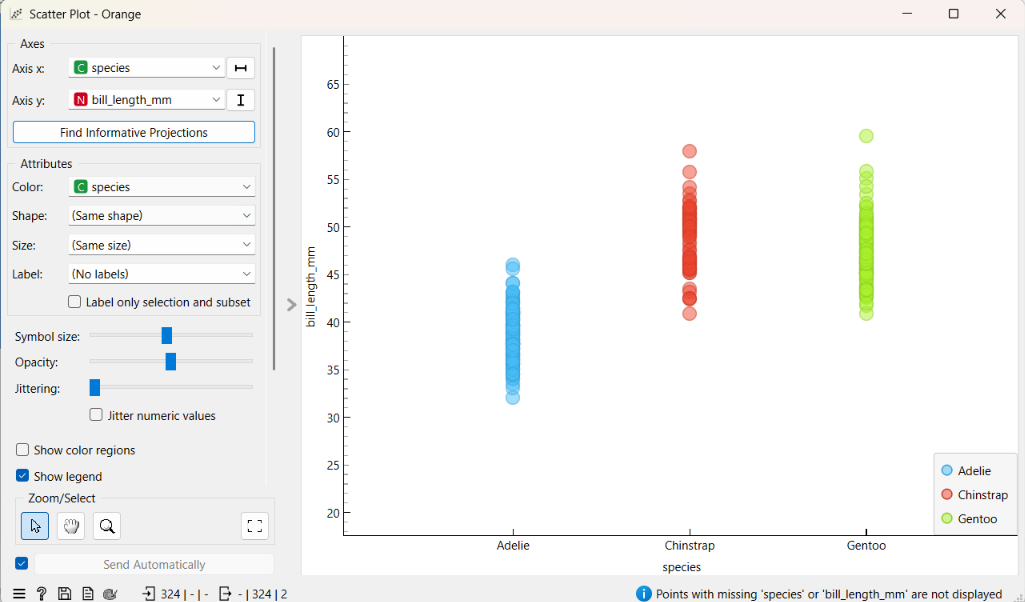 Scatter Plot - Orange
Axes
Axis x: C species
Axis y: N bill_length_mm
Find Informative Projections
Attributes
Color: C species
Shape: (Same shape)
Size: (Same size)
Label: (No labels)
Label only selection and subset
Symbol size:
Opacity:
Jittering:
Jitter numeric values
Show color regions
Show legend
Zoom/Select
Send Automatically
? 324 | - | - - | 324 | 2
bill_length_mm
65
60
55
50
45
40
35
30
25
20
Adelie Chinstrap Gentoo
species
Adelie
Chinstrap
Gentoo
i Points with missing 'species' or 'bill_length_mm' are not displayed